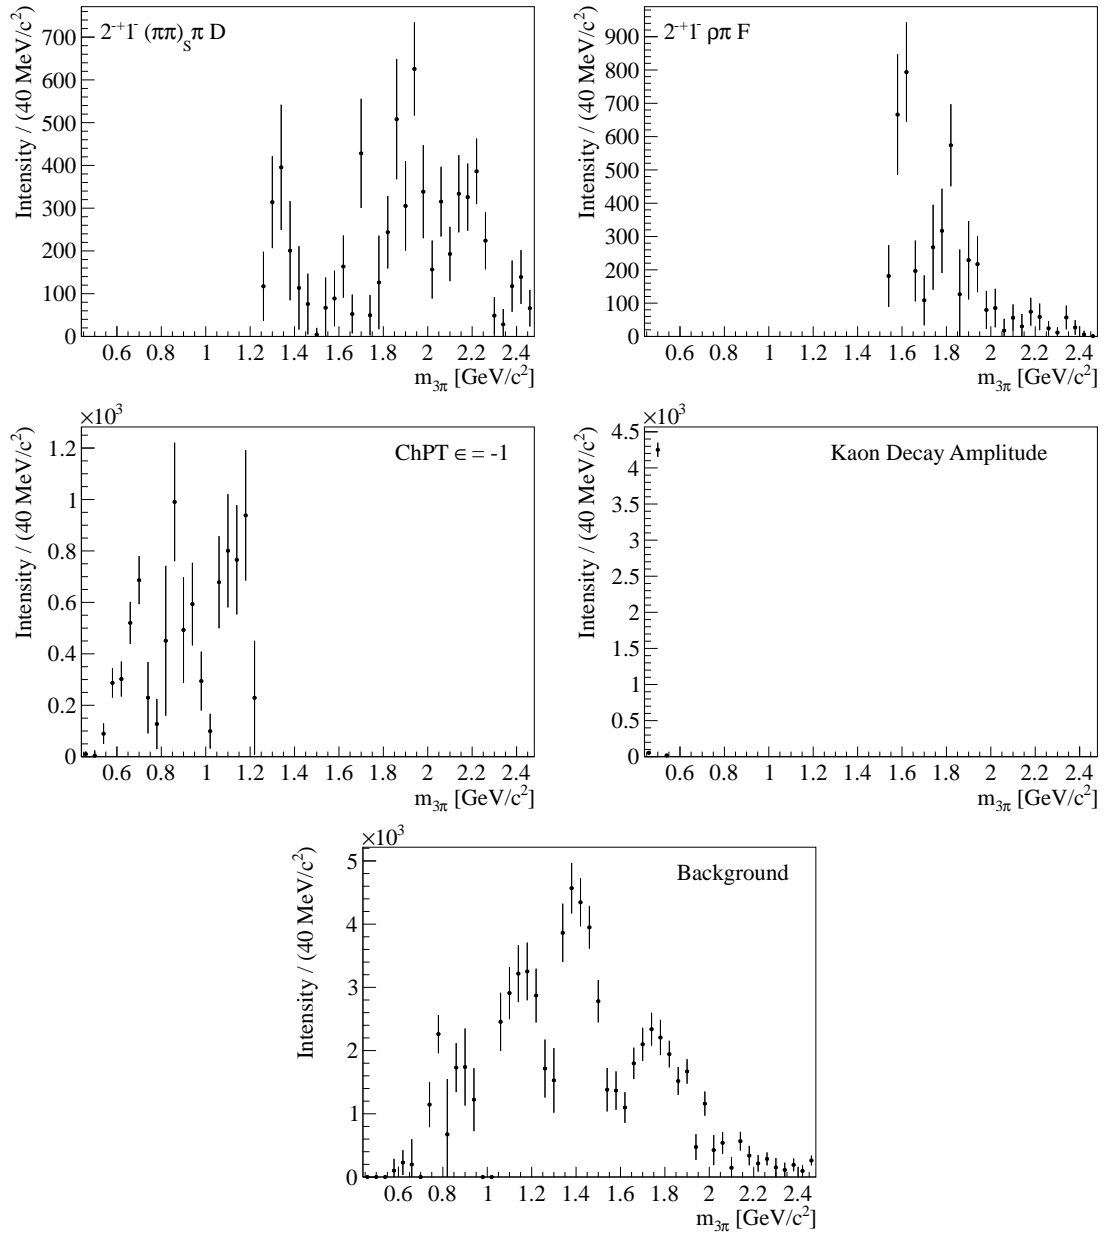 2⁻⁺1⁻ (ππ)ₛπ D
Intensity / (40 MeV/c²)
700
600
500
400
300
200
100
0
0.6 0.8 1 1.2 1.4 1.6 1.8 2 2.2 2.4
m₃π [GeV/c²]
2⁻⁺1⁻ ρπ F
Intensity / (40 MeV/c²)
900
800
700
600
500
400
300
200
100
0
0.6 0.8 1 1.2 1.4 1.6 1.8 2 2.2 2.4
m₃π [GeV/c²]
×10³
ChPT ϵ = -1
Intensity / (40 MeV/c²)
1.2
1
0.8
0.6
0.4
0.2
0
0.6 0.8 1 1.2 1.4 1.6 1.8 2 2.2 2.4
m₃π [GeV/c²]
×10³
Kaon Decay Amplitude
Intensity / (40 MeV/c²)
4.5
4
3.5
3
2.5
2
1.5
1
0.5
0
0.6 0.8 1 1.2 1.4 1.6 1.8 2 2.2 2.4
m₃π [GeV/c²]
×10³
Background
Intensity / (40 MeV/c²)
5
4
3
2
1
0
0.6 0.8 1 1.2 1.4 1.6 1.8 2 2.2 2.4
m₃π [GeV/c²]